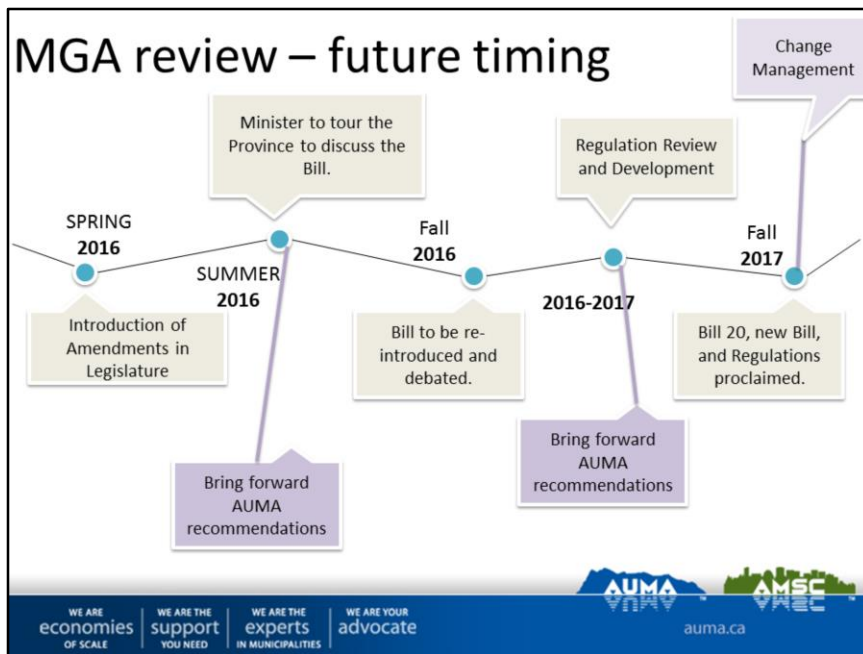 MGA review – future timing
Change
Management
Minister to tour the
Province to discuss the
Bill.
Regulation Review
and Development
SPRING
2016
SUMMER
2016
Fall
2016
2016-2017
Fall
2017
Introduction of
Amendments in
Legislature
Bill to be re-
introduced and
debated.
Bill 20, new Bill,
and Regulations
proclaimed.
Bring forward
AUMA
recommendations
Bring forward
AUMA
recommendations
WE ARE
economies
OF SCALE
WE ARE THE
support
YOU NEED
WE ARE THE
experts
IN MUNICIPALITIES
WE ARE YOUR
advocate
AUMA
AMSC
auma.ca